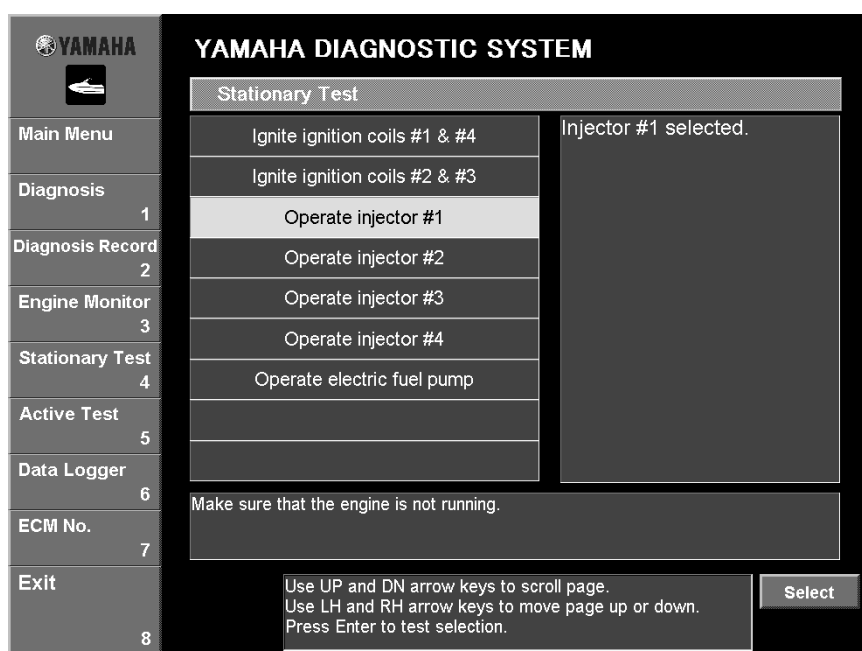 YAMAHA
YAMAHA DIAGNOSTIC SYSTEM
Stationary Test
Main Menu
Diagnosis
1
Diagnosis Record
2
Engine Monitor
3
Stationary Test
4
Active Test
5
Data Logger
6
ECM No.
7
Exit
8
Ignite ignition coils #1 & #4
Ignite ignition coils #2 & #3
Operate injector #1
Operate injector #2
Operate injector #3
Operate injector #4
Operate electric fuel pump
Injector #1 selected.
Make sure that the engine is not running.
Use UP and DN arrow keys to scroll page.
Use LH and RH arrow keys to move page up or down.
Press Enter to test selection.
Select